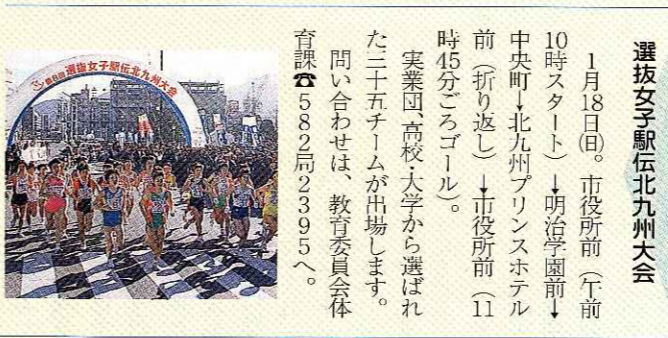 選抜女子駅伝北九州大会
1月18日㈰。市役所前（午前
10時スタート）→明治学園前→
中央町→北九州プリンスホテル
前（折り返し）→市役所前（11
時45分ごろゴール）。
実業団、高校・大学から選ばれ
た二十五チームが出場します。
問い合わせは、教育委員会体
育課☎582局2395へ。
選抜女子駅伝北九州大会